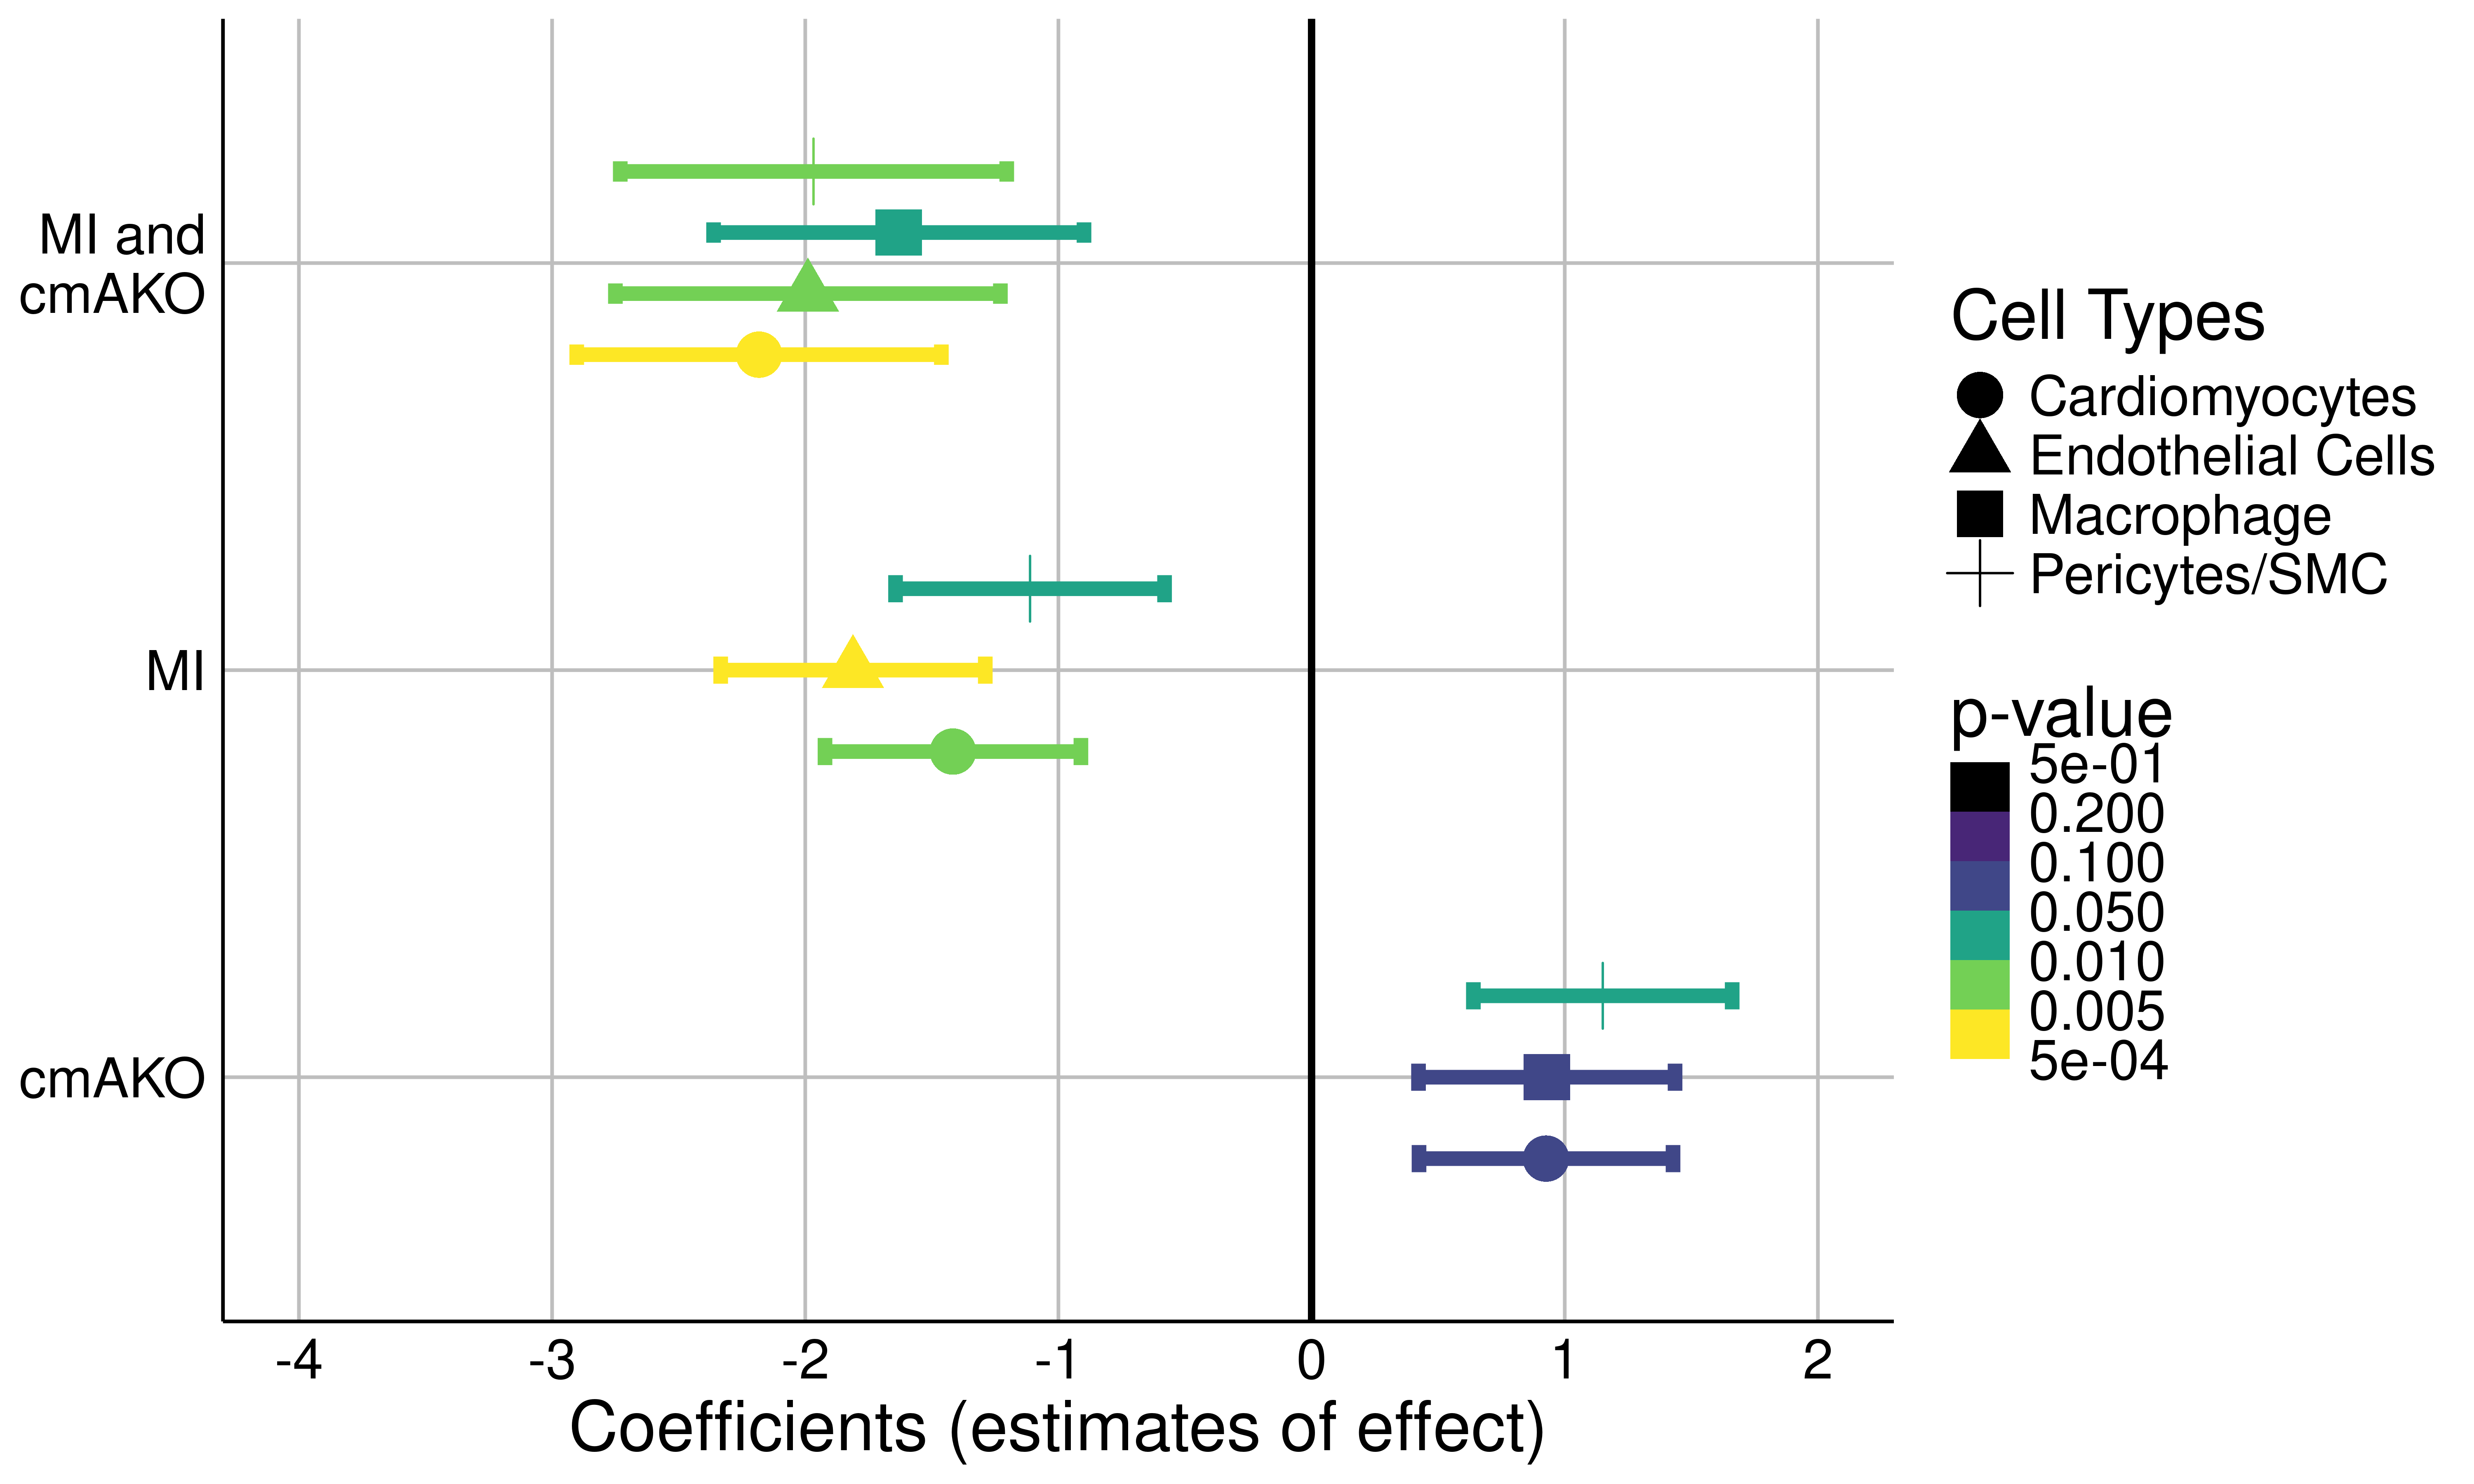 MI and
cmAKO
MI
cmAKO
-4 -3 -2 -1 0 1 2
Coefficients (estimates of effect)
Cell Types
Cardiomyocytes
Endothelial Cells
Macrophage
Pericytes/SMC
p-value
5e-01
0.200
0.100
0.050
0.010
0.005
5e-04